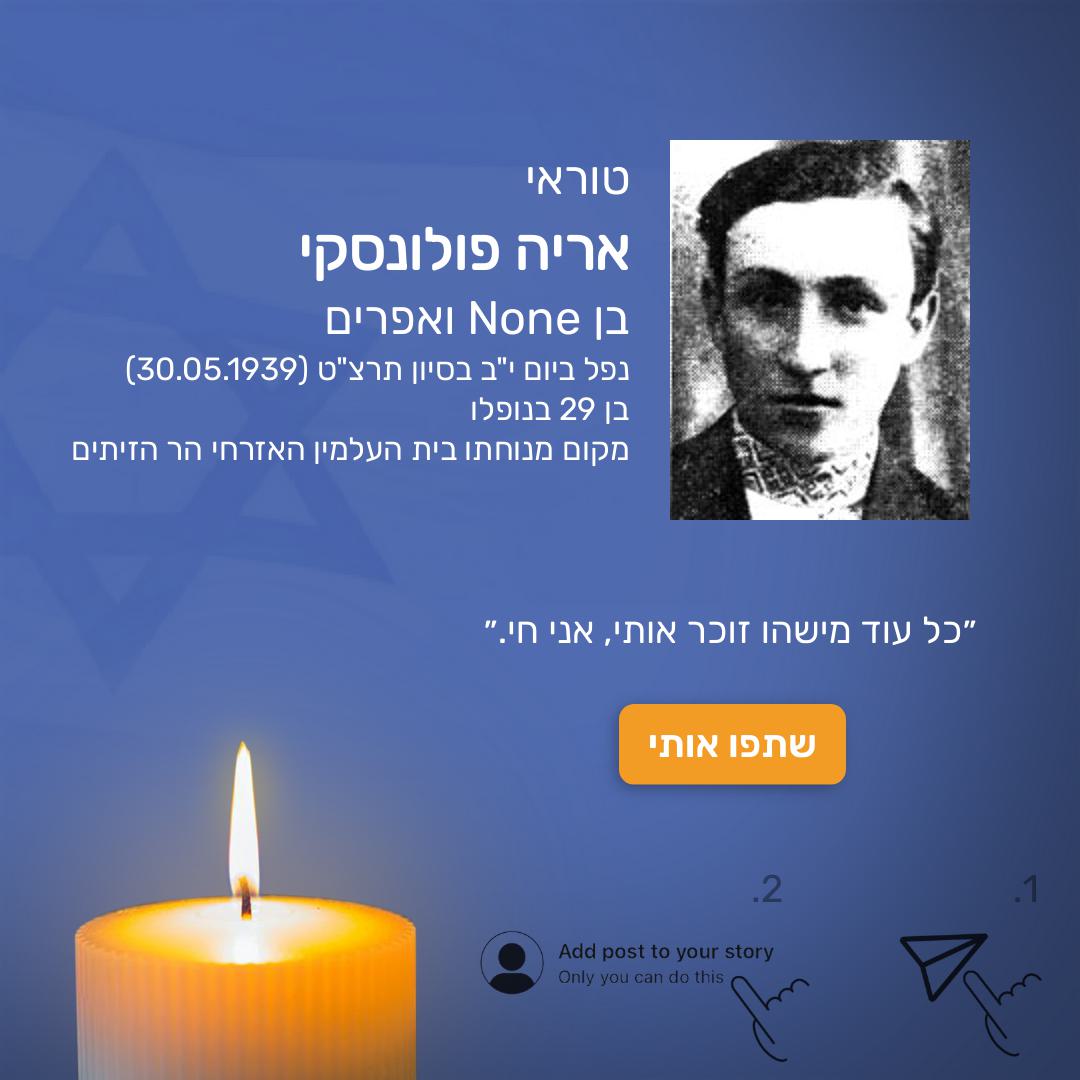 טוראי
אריה פולונסקי
בן None ואפרים
נפל ביום י"ב בסיון תרצ"ט (30.05.1939)
בן 29 בנופלו
מקום מנוחתו בית העלמין האזרחי הר הזיתים
״כל עוד מישהו זוכר אותי, אני חי.״
שתפו אותי
.1
.2
Add post to your story
Only you can do this